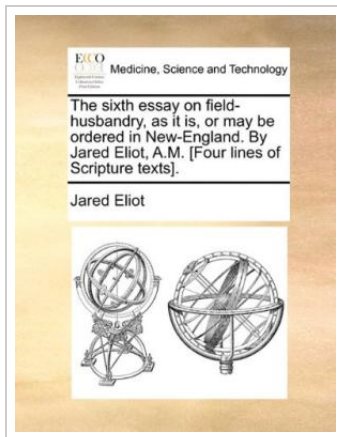 ECCO
Medicine, Science and Technology
The sixth essay on field-
husbandry, as it is, or may be
ordered in New-England. By
Jared Eliot, A.M. [Four lines of
Scripture texts].
Jared Eliot